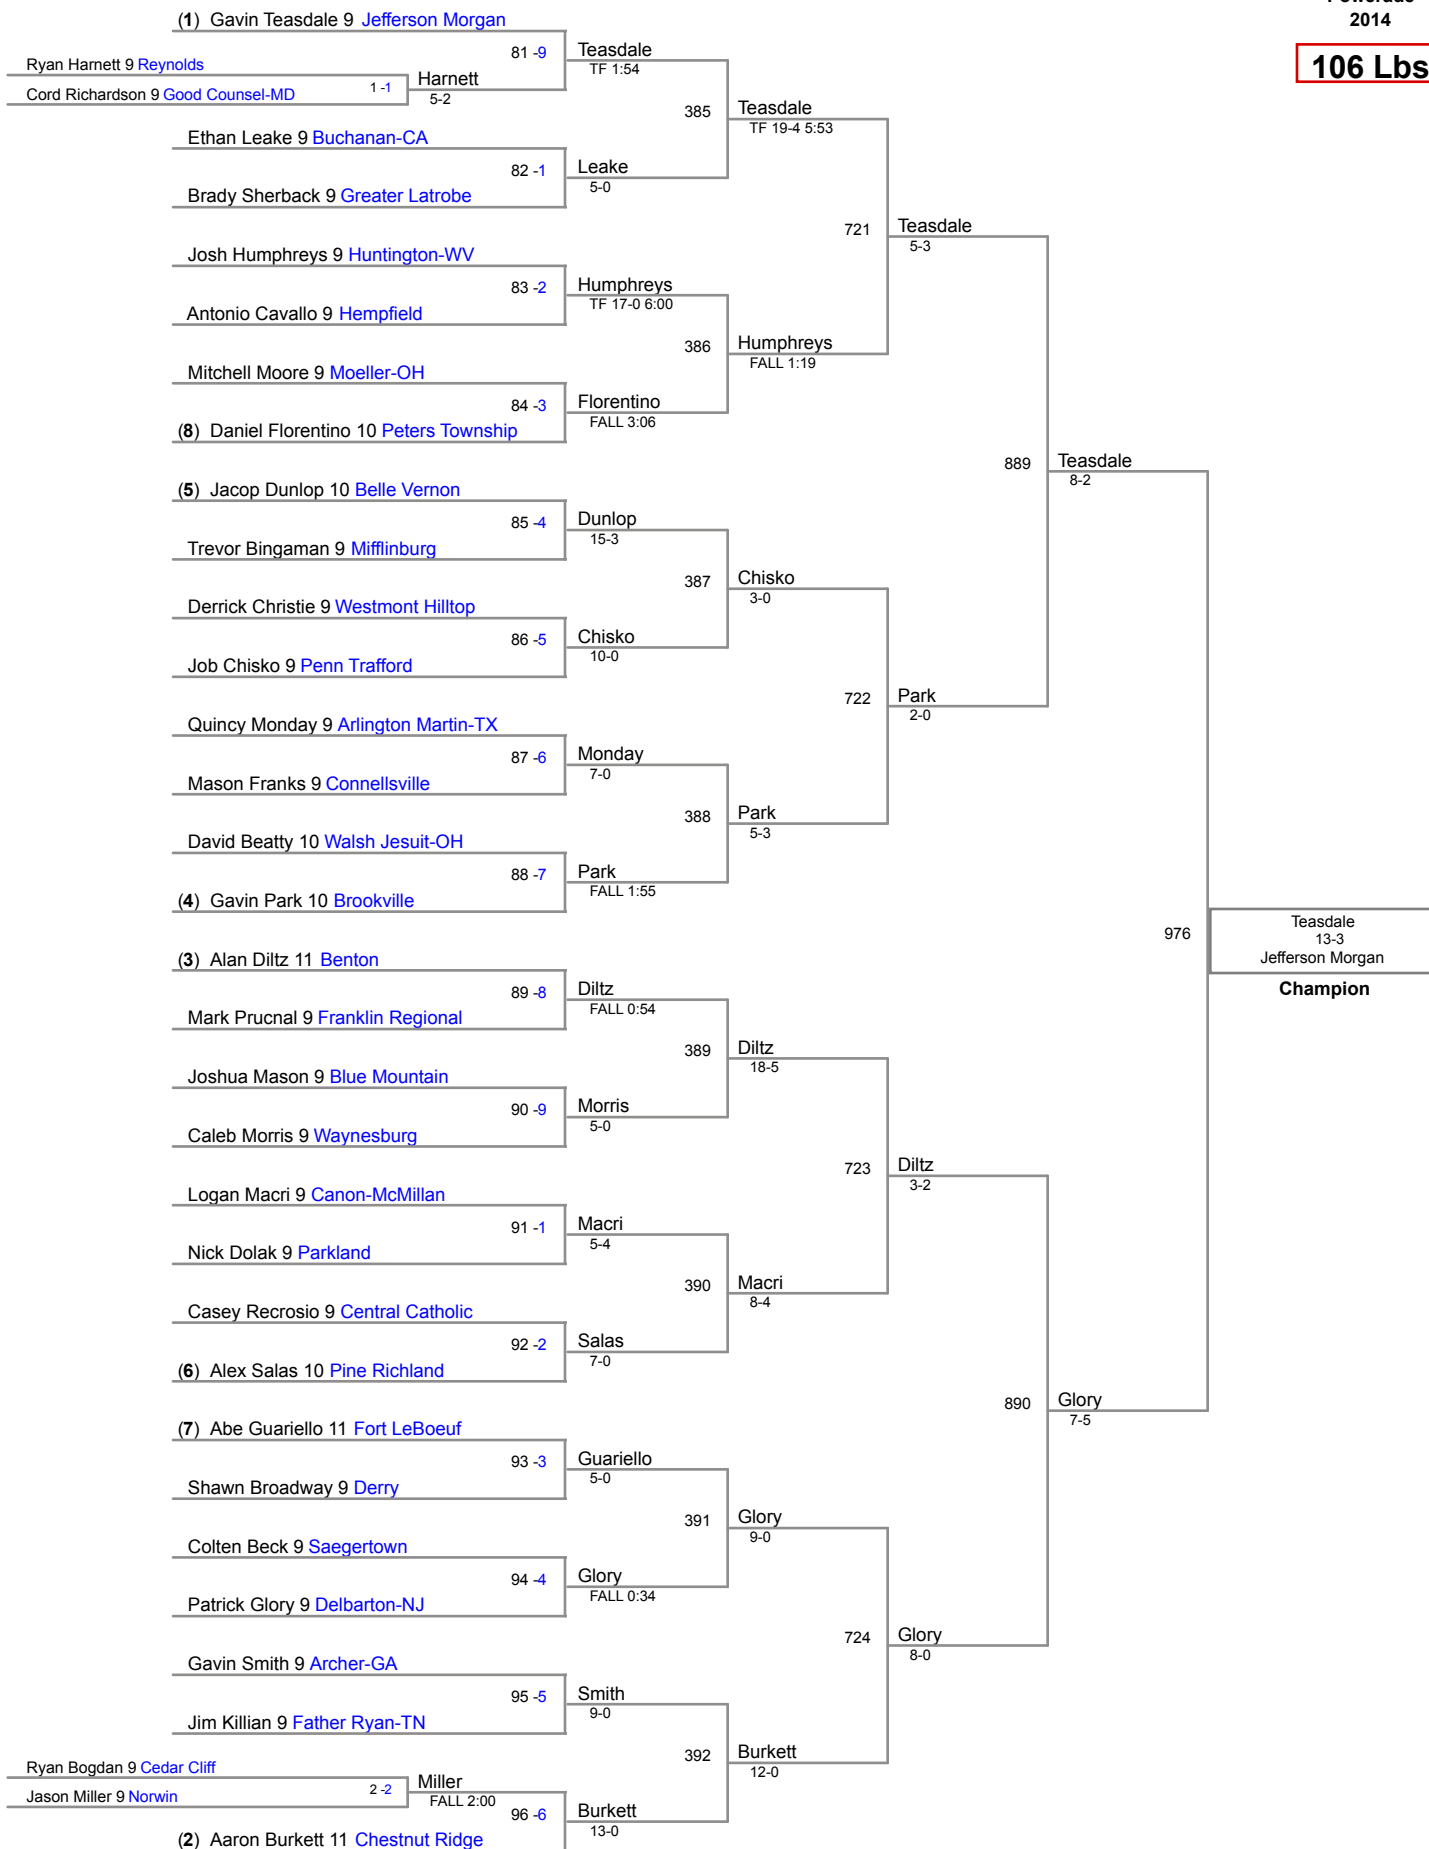 Powerade
2014
106 Lbs
(1) Gavin Teasdale 9 Jefferson Morgan
81 -9
Teasdale
TF 1:54
Ryan Harnett 9 Reynolds
Cord Richardson 9 Good Counsel-MD
1 -1
Harnett
5-2
385
Teasdale
TF 19-4 5:53
Ethan Leake 9 Buchanan-CA
82 -1
Leake
5-0
Brady Sherback 9 Greater Latrobe
721
Teasdale
5-3
Josh Humphreys 9 Huntington-WV
83 -2
Humphreys
TF 17-0 6:00
Antonio Cavallo 9 Hempfield
386
Humphreys
FALL 1:19
Mitchell Moore 9 Moeller-OH
84 -3
Florentino
FALL 3:06
(8) Daniel Florentino 10 Peters Township
889
Teasdale
8-2
(5) Jacop Dunlop 10 Belle Vernon
85 -4
Dunlop
15-3
Trevor Bingaman 9 Mifflinburg
387
Chisko
3-0
Derrick Christie 9 Westmont Hilltop
86 -5
Chisko
10-0
Job Chisko 9 Penn Trafford
722
Park
2-0
Quincy Monday 9 Arlington Martin-TX
87 -6
Monday
7-0
Mason Franks 9 Connellsville
388
Park
5-3
David Beatty 10 Walsh Jesuit-OH
88 -7
Park
FALL 1:55
(4) Gavin Park 10 Brookville
976
Teasdale
13-3
Jefferson Morgan
Champion
(3) Alan Diltz 11 Benton
89 -8
Diltz
FALL 0:54
Mark Prucnal 9 Franklin Regional
389
Diltz
18-5
Joshua Mason 9 Blue Mountain
90 -9
Morris
5-0
Caleb Morris 9 Waynesburg
723
Diltz
3-2
Logan Macri 9 Canon-McMillan
91 -1
Macri
5-4
Nick Dolak 9 Parkland
390
Macri
8-4
Casey Recrosio 9 Central Catholic
92 -2
Salas
7-0
(6) Alex Salas 10 Pine Richland
890
Glory
7-5
(7) Abe Guariello 11 Fort LeBoeuf
93 -3
Guariello
5-0
Shawn Broadway 9 Derry
391
Glory
9-0
Colten Beck 9 Saegertown
94 -4
Glory
FALL 0:34
Patrick Glory 9 Delbarton-NJ
724
Glory
8-0
Gavin Smith 9 Archer-GA
95 -5
Smith
9-0
Jim Killian 9 Father Ryan-TN
392
Burkett
12-0
Ryan Bogdan 9 Cedar Cliff
Jason Miller 9 Norwin
2 -2
Miller
FALL 2:00
96 -6
Burkett
13-0
(2) Aaron Burkett 11 Chestnut Ridge